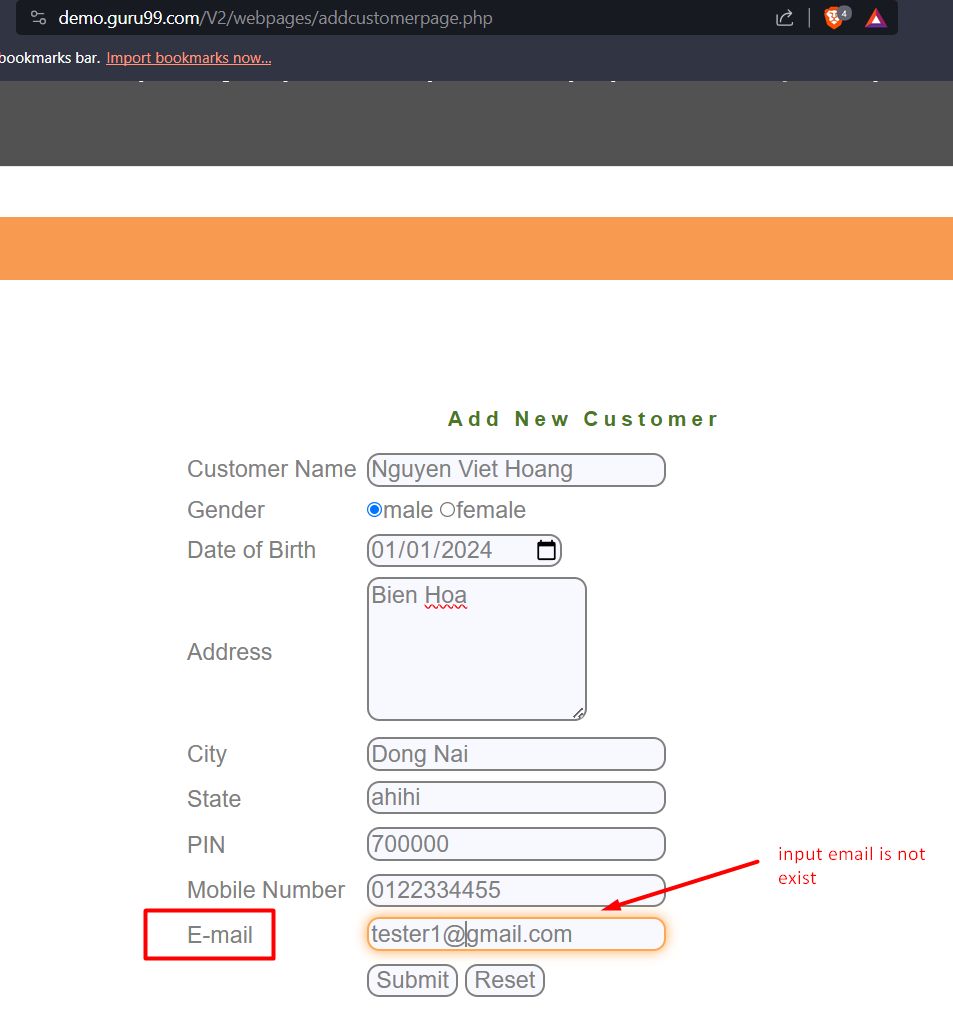 demo.guru99.com/V2/webpages/addcustomerpage.php
4
bookmarks bar. Import bookmarks now...
Add New Customer
Customer Name Nguyen Viet Hoang
Gender male female
Date of Birth 01/01/2024
Address Bien Hoa
City Dong Nai
State ahihi
PIN 700000
Mobile Number 0122334455
E-mail tester1@gmail.com
Submit Reset
input email is not
exist